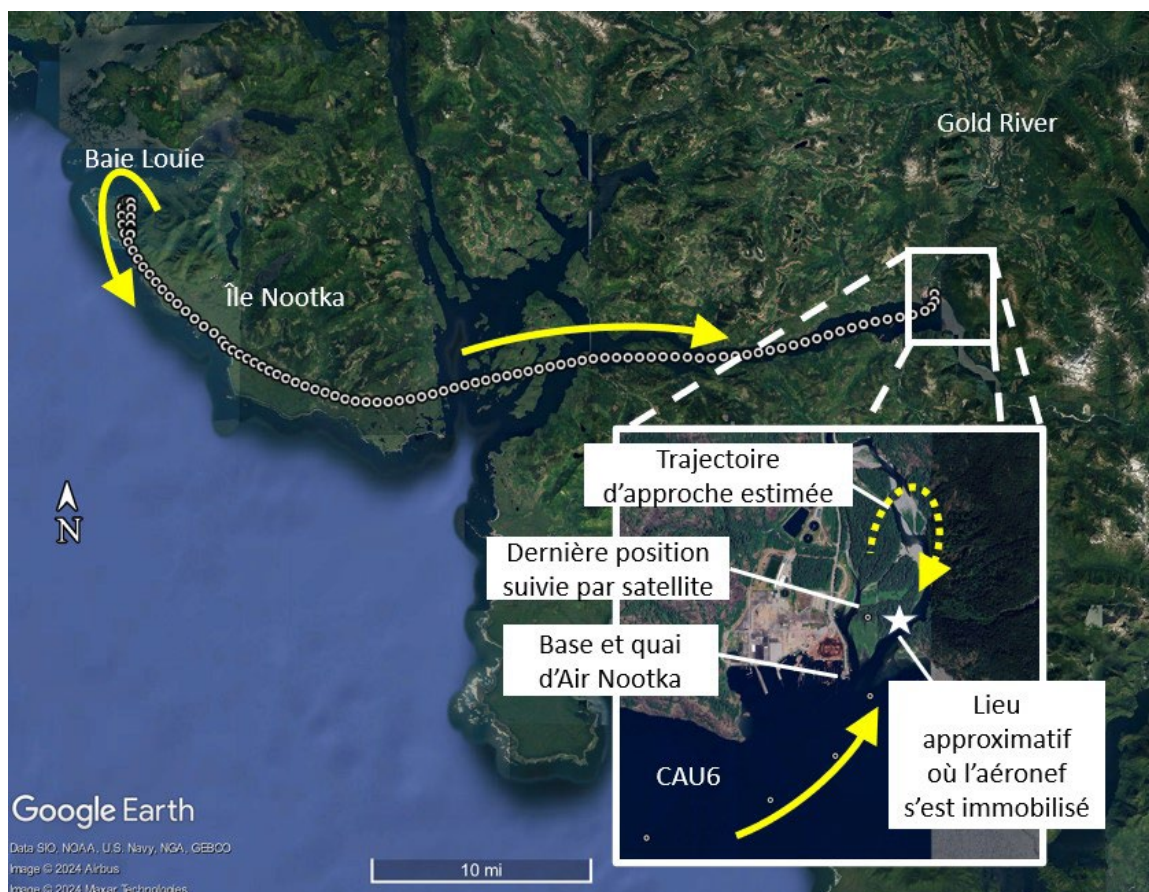 Gold River
Baie Louie
Île Nootka
N
Trajectoire
d’approche estimée
Dernière position
suivie par satellite
Base et quai
d’Air Nootka
Lieu
approximatif
où l’aéronef
s’est immobilisé
CAU6
Google Earth
Data SIO, NOAA, U.S. Navy, NGA, GEBCO
Image © 2024 Airbus
Image © 2024 Maxar Technologies
10 mi